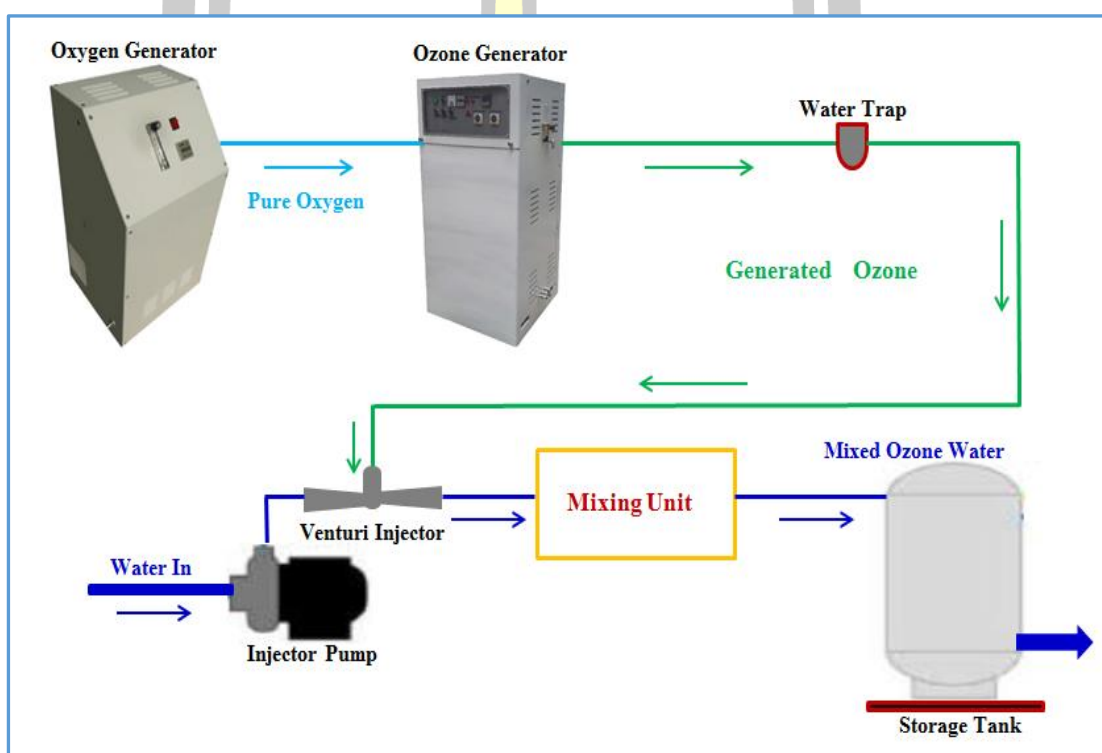 Oxygen Generator
Ozone Generator
Water Trap
Pure Oxygen
Generated Ozone
Mixed Ozone Water
Mixing Unit
Venturi Injector
Water In
Injector Pump
Storage Tank